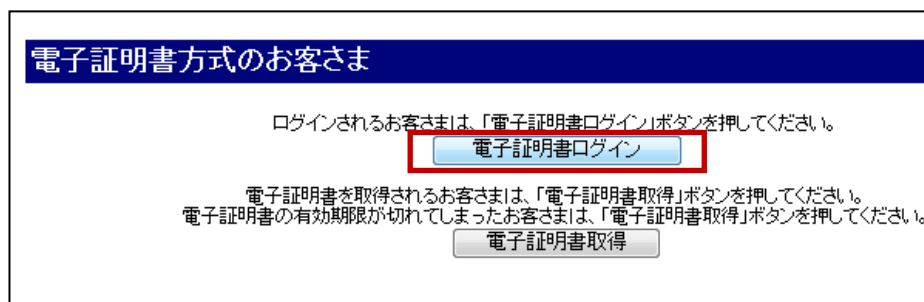 電子証明書方式のお客さま
ログインされるお客さまは、「電子証明書ログイン」ボタンを押してください。
電子証明書ログイン
電子証明書を取得されるお客さまは、「電子証明書取得」ボタンを押してください。
電子証明書の有効期限が切れてしまったお客さまは、「電子証明書取得」ボタンを押してください。
電子証明書取得